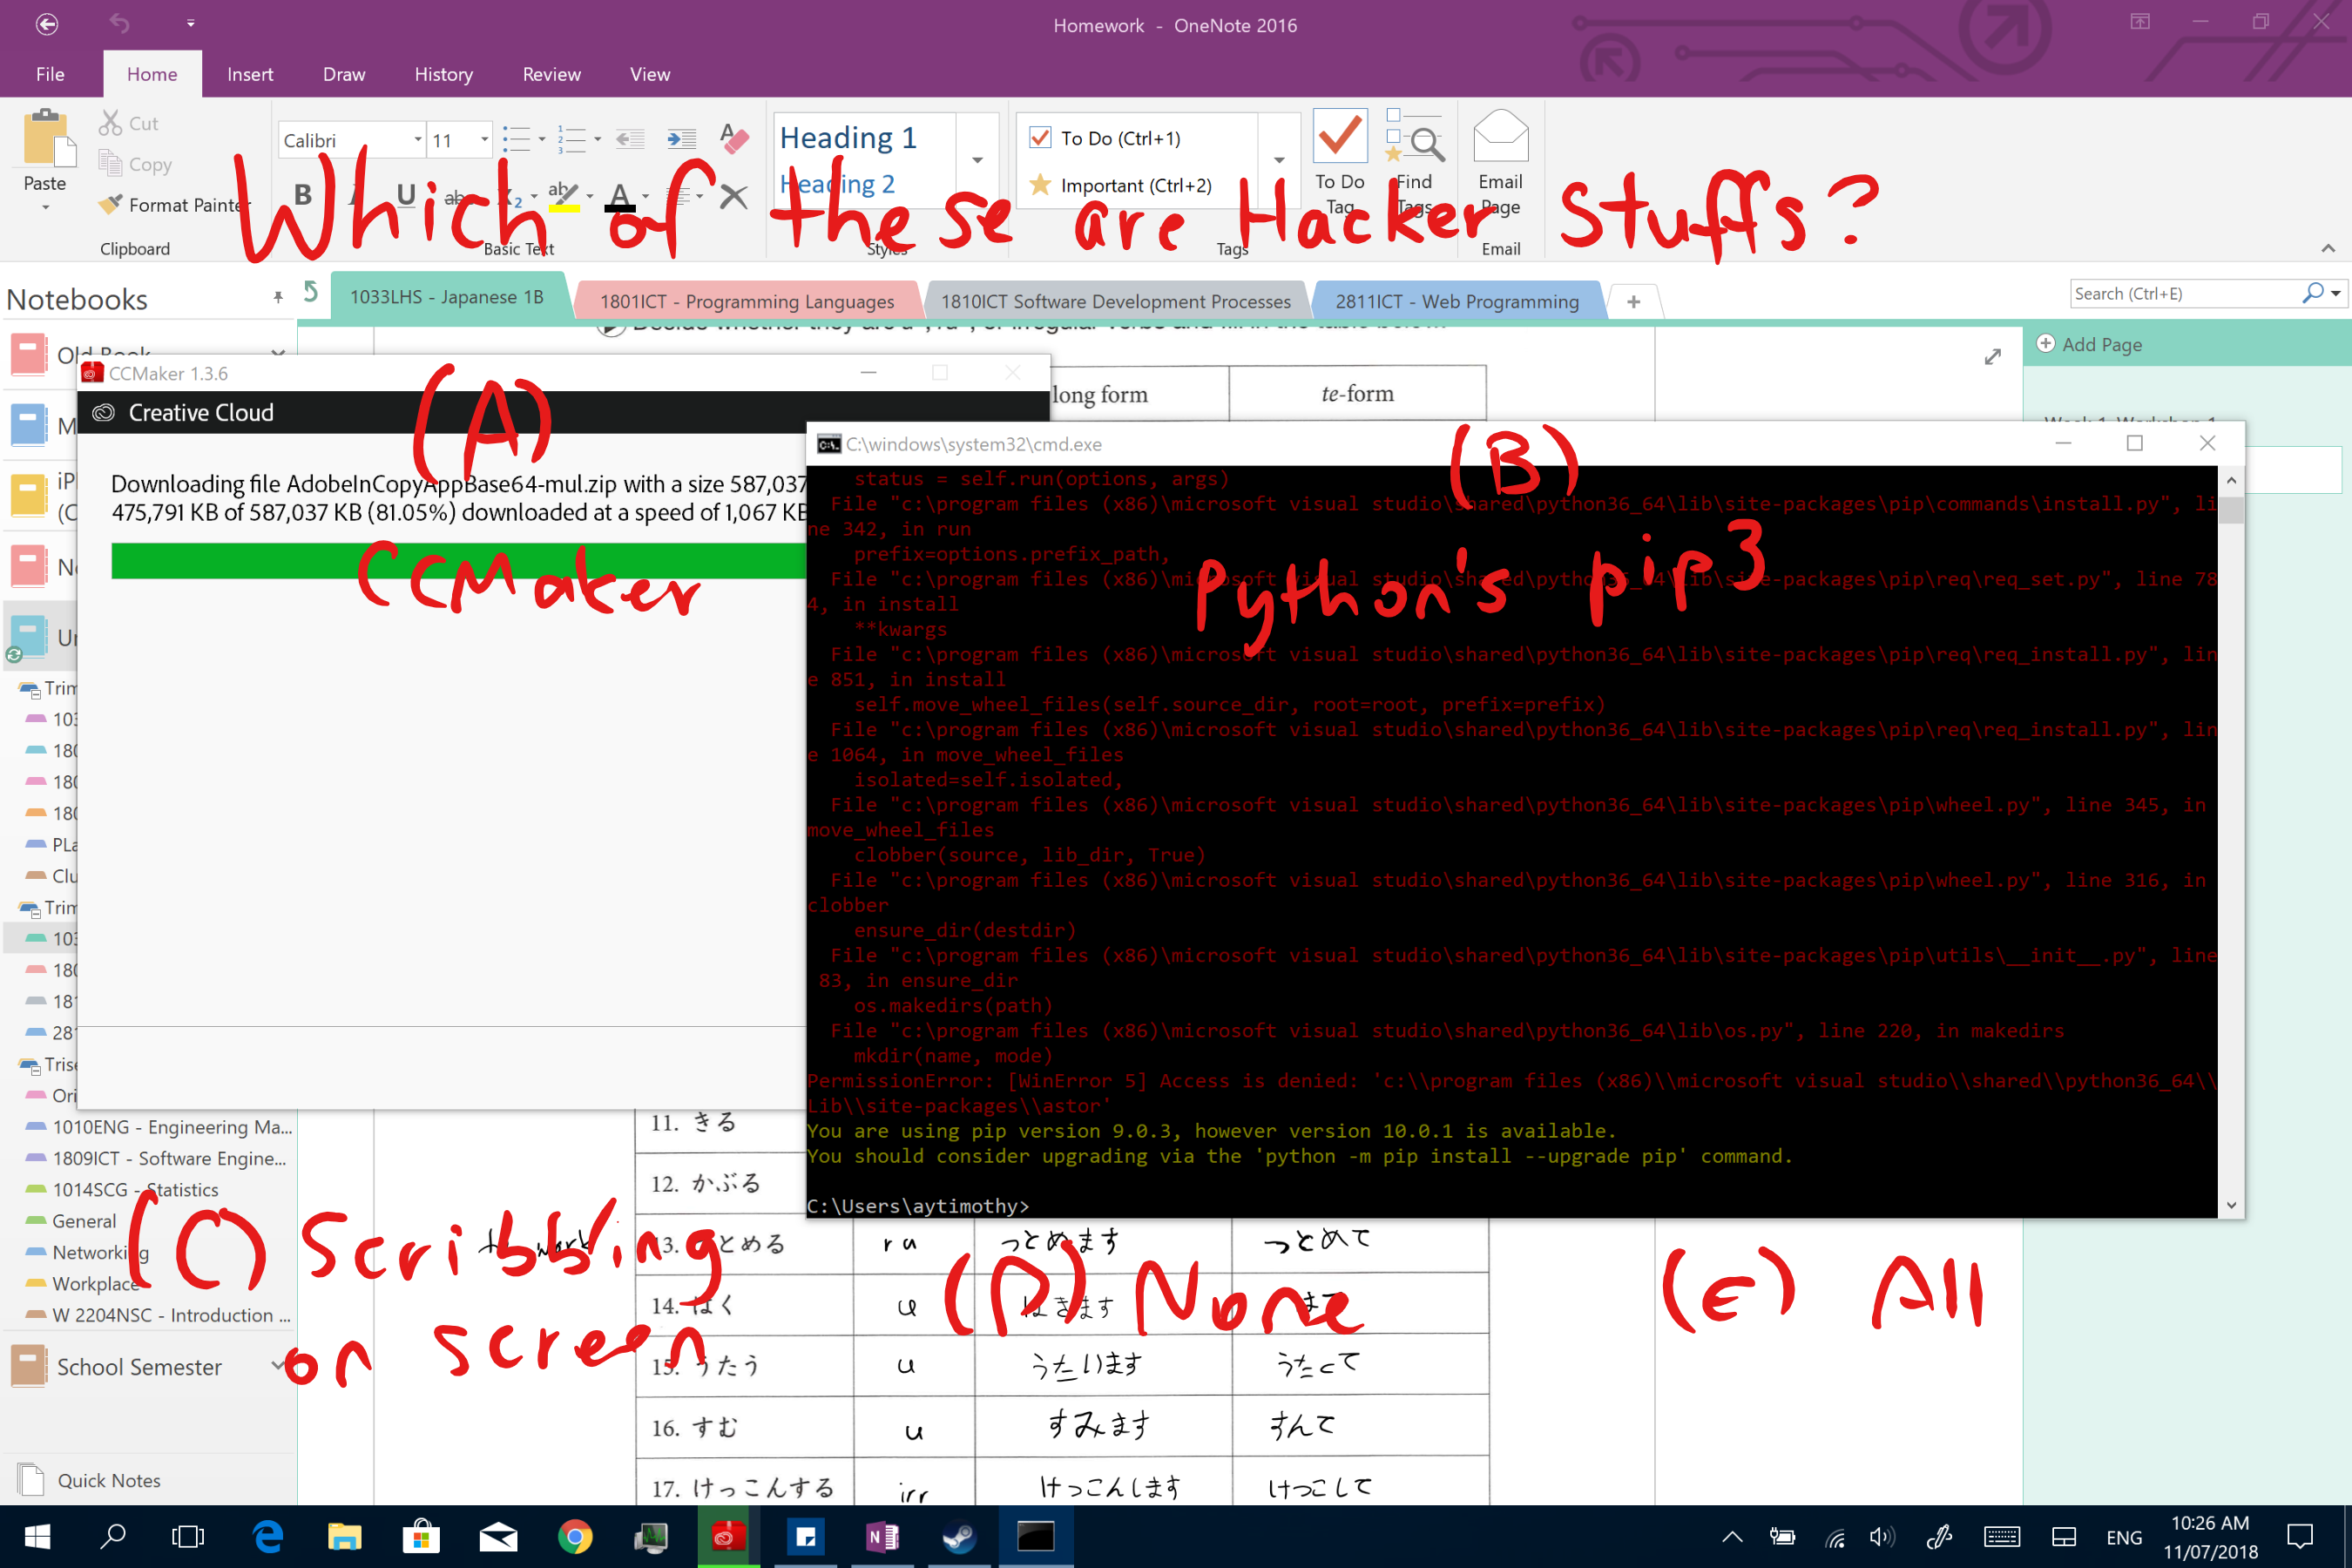 Homework - OneNote 2016
File Home Insert Draw History Review View
Paste
Cut
Copy
Format Painter
Clipboard
Calibri 11
B U
Basic Text
Heading 1
Heading 2
Styles
To Do (Ctrl+1)
Important (Ctrl+2)
To Do Tag
Find Tags
Tags
Email Page
Email
Which of these are Hacker Stuffs?
Notebooks
1033LHS - Japanese 1B
1801ICT - Programming Languages
1810ICT Software Development Processes
2811ICT - Web Programming
Search (Ctrl+E)
Add Page
long form te-form
CCMaker 1.3.6
Creative Cloud
(A)
Downloading file AdobeInCopyAppBase64-mul.zip with a size 587,037
475,791 KB of 587,037 KB (81.05%) downloaded at a speed of 1,067 KB
CCMaker
C:\windows\system32\cmd.exe
(B)
Python's pip3
status = self.run(options, args)
File "c:\program files (x86)\microsoft visual studio\shared\python36_64\lib\site-packages\pip\commands\install.py", li
ne 342, in run
prefix=options.prefix_path,
File "c:\program files (x86)\microsoft visual studio\shared\python36_64\lib\site-packages\pip\req\req_set.py", line 78
4, in install
**kwargs
File "c:\program files (x86)\microsoft visual studio\shared\python36_64\lib\site-packages\pip\req\req_install.py", lin
e 851, in install
self.move_wheel_files(self.source_dir, root=root, prefix=prefix)
File "c:\program files (x86)\microsoft visual studio\shared\python36_64\lib\site-packages\pip\req\req_install.py", lin
e 1064, in move_wheel_files
isolated=self.isolated,
File "c:\program files (x86)\microsoft visual studio\shared\python36_64\lib\site-packages\pip\wheel.py", line 345, in
move_wheel_files
clobber(source, lib_dir, True)
File "c:\program files (x86)\microsoft visual studio\shared\python36_64\lib\site-packages\pip\wheel.py", line 316, in
clobber
ensure_dir(destdir)
File "c:\program files (x86)\microsoft visual studio\shared\python36_64\lib\site-packages\pip\utils\__init__.py", line
83, in ensure_dir
os.makedirs(path)
File "c:\program files (x86)\microsoft visual studio\shared\python36_64\lib\os.py", line 220, in makedirs
mkdir(name, mode)
PermissionError: [WinError 5] Access is denied: 'c:\\program files (x86)\\microsoft visual studio\\shared\\python36_64\\
Lib\\site-packages\\astor'
You are using pip version 9.0.3, however version 10.0.1 is available.
You should consider upgrading via the 'python -m pip install --upgrade pip' command.
C:\Users\aytimothy>
1010ENG - Engineering Ma...
1809ICT - Software Engine...
1014SCG - Statistics
General
Networking
Workplace
W 2204NSC - Introduction ...
School Semester
Quick Notes
(C) Scribbling
on screen
(D) None
(E) All
11. きる
12. かぶる
13. とめる ru つとめます つとめて
14. はく u はきます
15. うたう u うたいます うたって
16. すむ u すみます すんで
17. けっこんする irr けっこんします けっこして
ENG
10:26 AM
11/07/2018